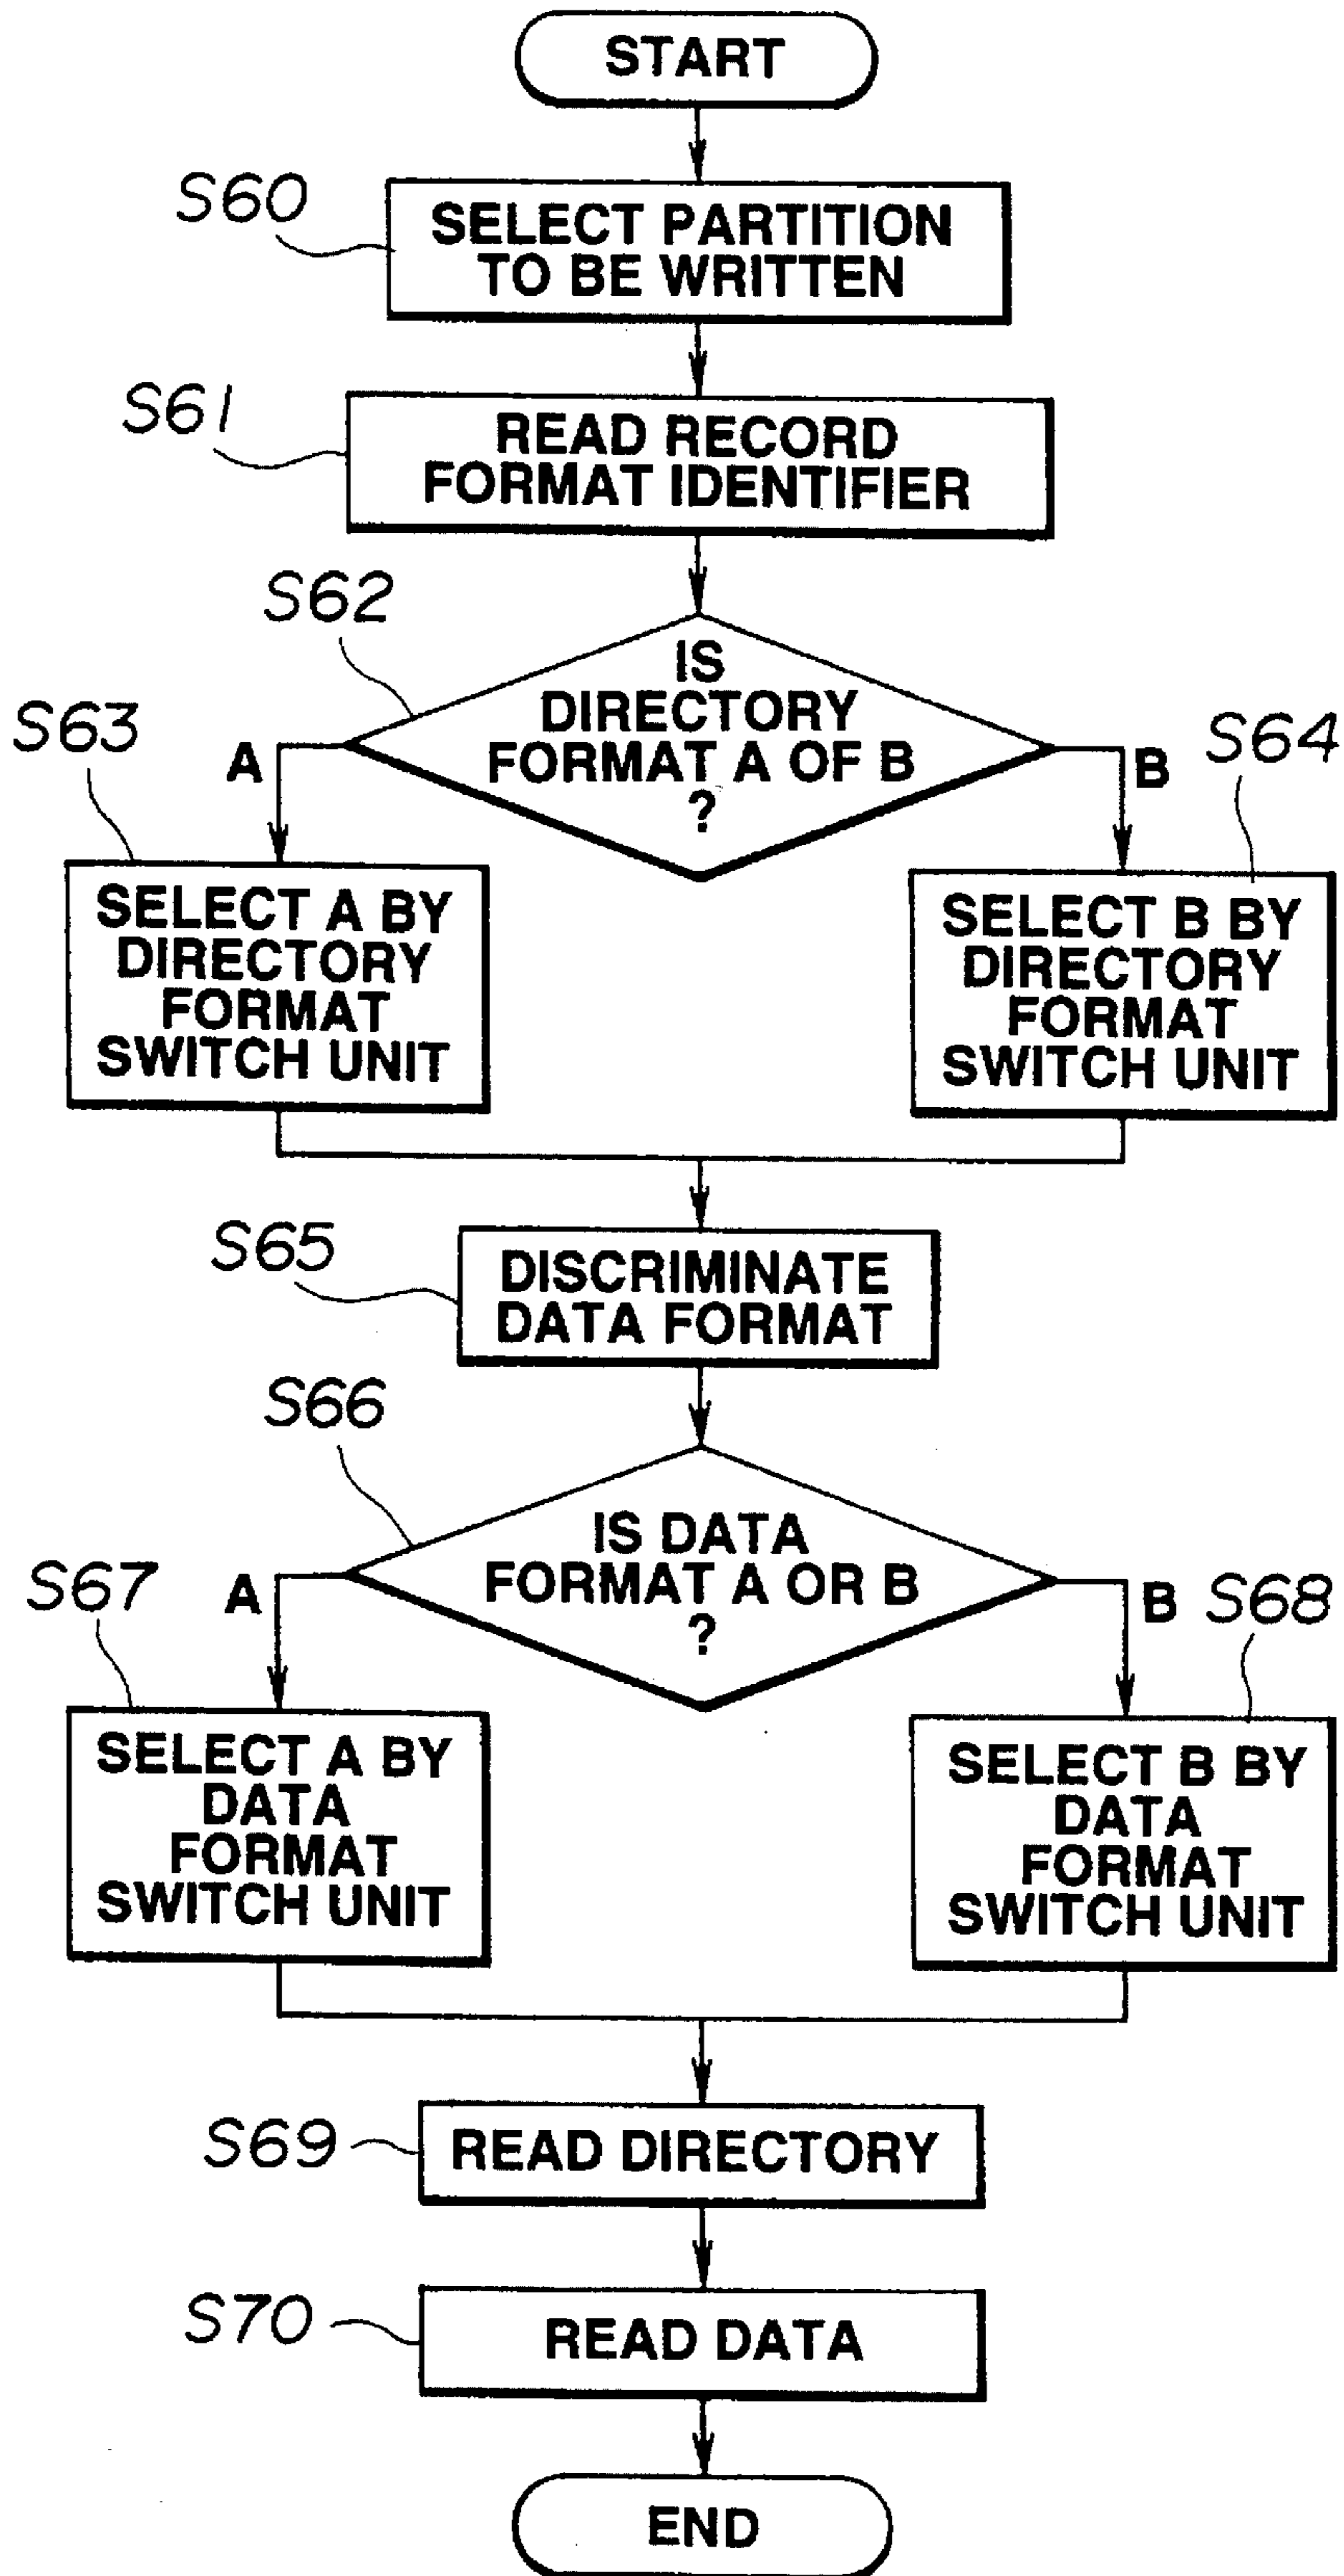 START
S60
SELECT PARTITION
TO BE WRITTEN
S61
READ RECORD
FORMAT IDENTIFIER
S62
IS
DIRECTORY
FORMAT A OF B
?
S63
A
B
S64
SELECT A BY
DIRECTORY
FORMAT
SWITCH UNIT
SELECT B BY
DIRECTORY
FORMAT
SWITCH UNIT
S65
DISCRIMINATE
DATA FORMAT
S66
IS DATA
FORMAT A OR B
?
S67
A
B
S68
SELECT A BY
DATA
FORMAT
SWITCH UNIT
SELECT B BY
DATA
FORMAT
SWITCH UNIT
S69
READ DIRECTORY
S70
READ DATA
END